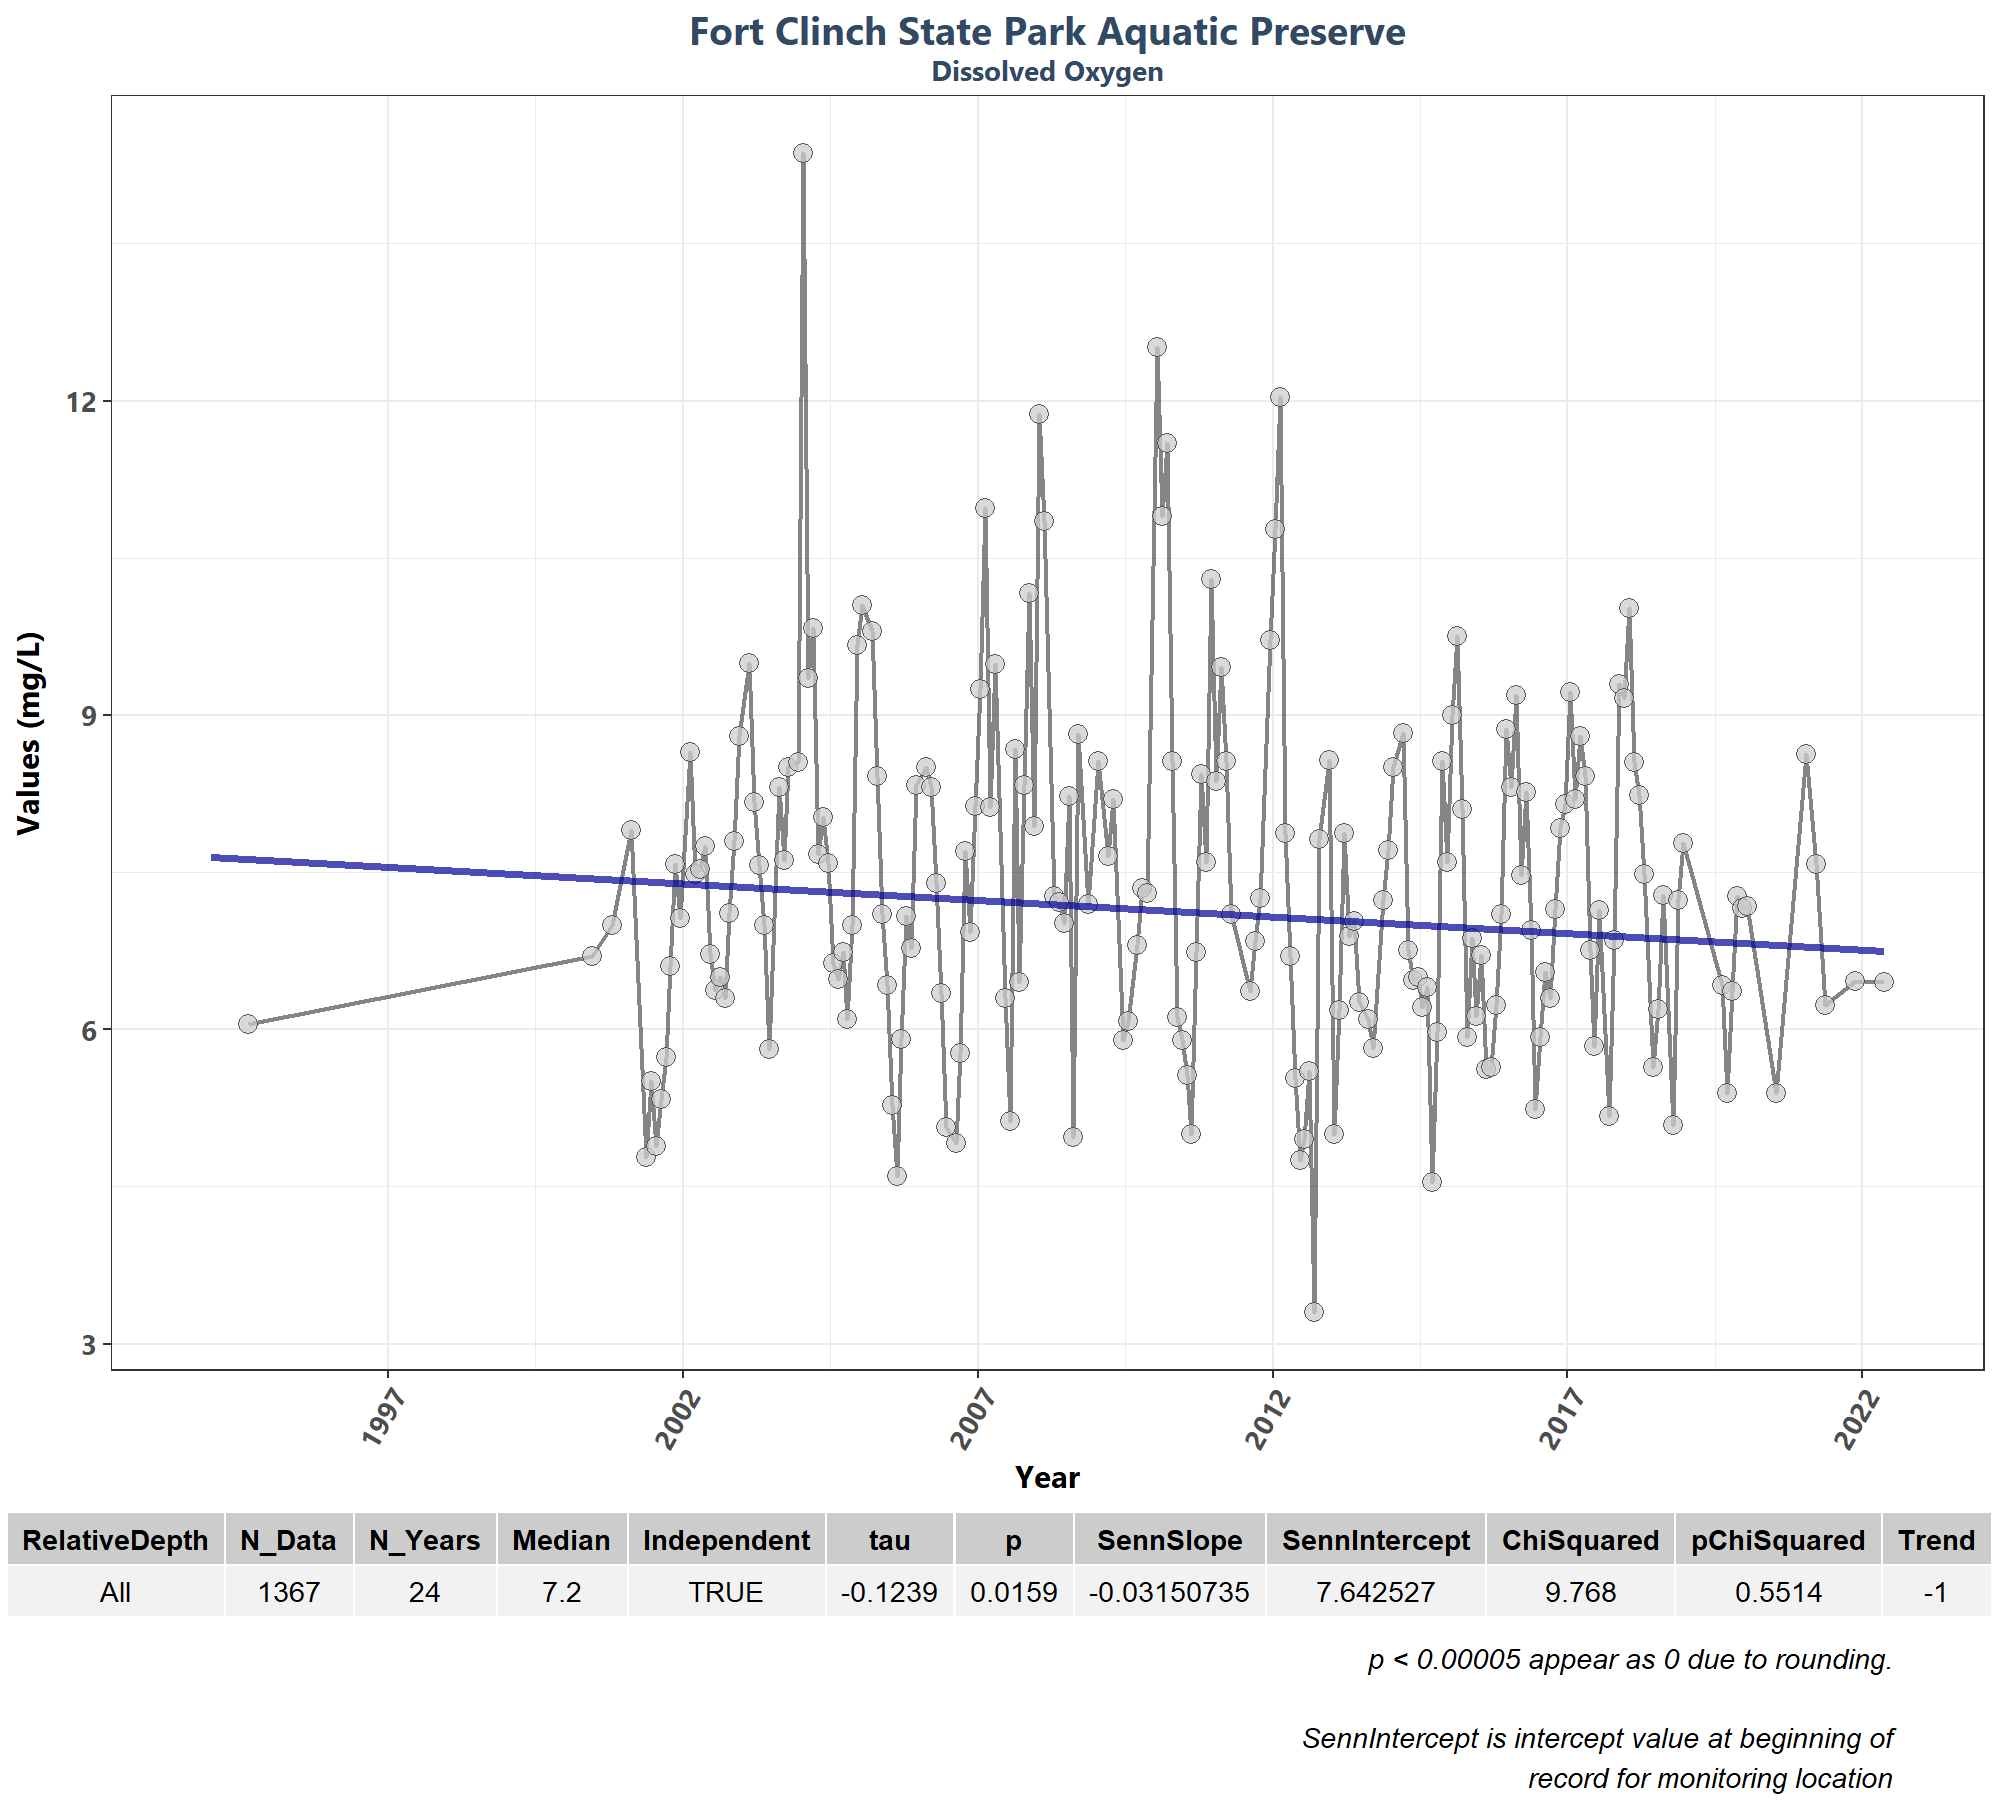 Fort Clinch State Park Aquatic Preserve
Dissolved Oxygen
Values (mg/L)
12
9
6
3
1997 2002 2007 2012 2017 2022
Year
RelativeDepth N_Data N_Years Median Independent tau p SennSlope SennIntercept ChiSquared pChiSquared Trend
All 1367 24 7.2 TRUE -0.1239 0.0159 -0.03150735 7.642527 9.768 0.5514 -1
p < 0.00005 appear as 0 due to rounding.
SennIntercept is intercept value at beginning of
record for monitoring location